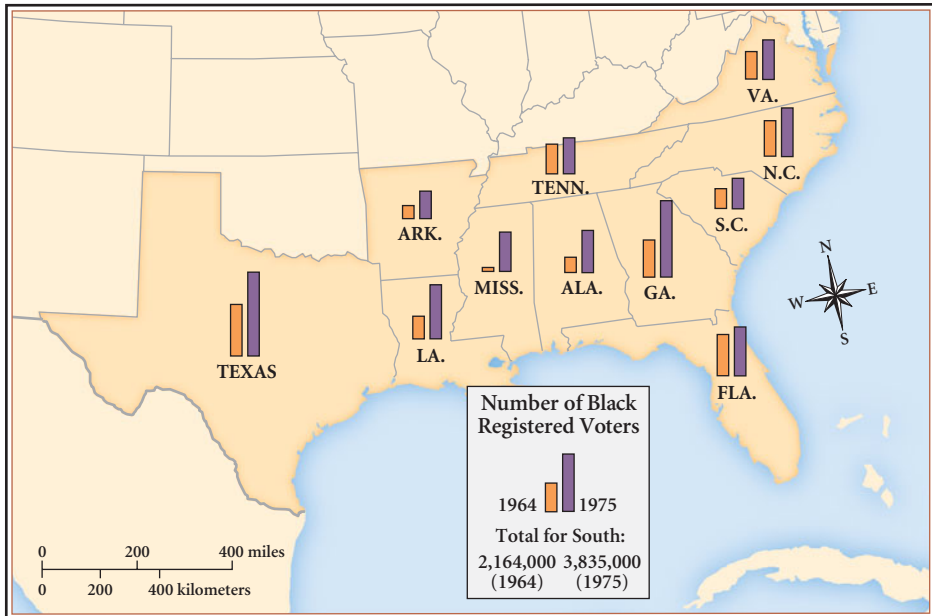 VA.
N.C.
TENN.
S.C.
ARK.
MISS.
ALA.
GA.
N
W
E
S
LA.
TEXAS
FLA.
Number of Black
Registered Voters
1964 1975
Total for South:
2,164,000 3,835,000
(1964) (1975)
0 200 400 miles
0 200 400 kilometers